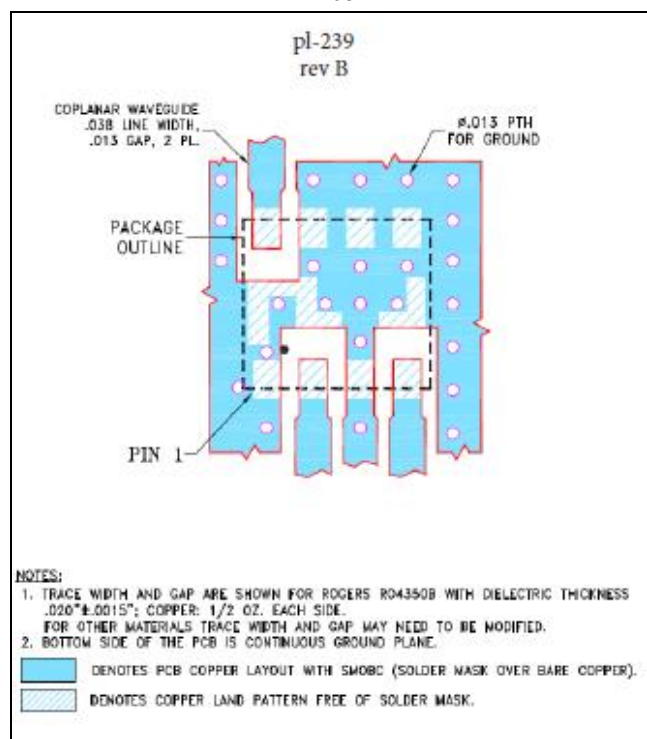 pl-239
rev B
COPLANAR WAVEGUIDE
.038 LINE WIDTH,
.013 GAP, 2 PL.
Ø.013 PTH
FOR GROUND
PACKAGE
OUTLINE
PIN 1
NOTES:
1. TRACE WIDTH AND GAP ARE SHOWN FOR ROGERS RO4350B WITH DIELECTRIC THICKNESS
.020"±.0015"; COPPER: 1/2 OZ. EACH SIDE.
FOR OTHER MATERIALS TRACE WIDTH AND GAP MAY NEED TO BE MODIFIED.
2. BOTTOM SIDE OF THE PCB IS CONTINUOUS GROUND PLANE.
DENOTES PCB COPPER LAYOUT WITH SMOBC (SOLDER MASK OVER BARE COPPER).
DENOTES COPPER LAND PATTERN FREE OF SOLDER MASK.